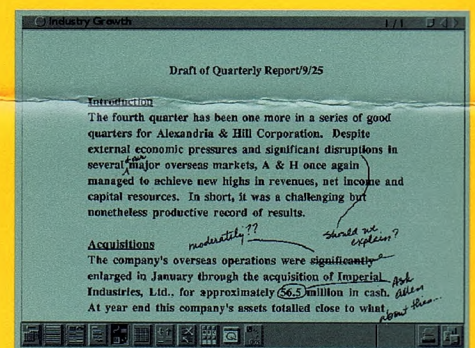 Industry Growth 1/1
Draft of Quarterly Report/9/25
Introduction
The fourth quarter has been one more in a series of good
quarters for Alexandria & Hill Corporation. Despite
external economic pressures and significant disruptions in
several our major overseas markets, A & H once again
managed to achieve new highs in revenues, net income and
capital resources. In short, it was a challenging but
nonetheless productive record of results.
should we
explain?
moderately??
Acquisitions
The company's overseas operations were significantly
enlarged in January through the acquisition of Imperial
Industries, Ltd., for approximately 56.5 million in cash.
Ask
Allen
about this...
At year end this company's assets totalled close to what